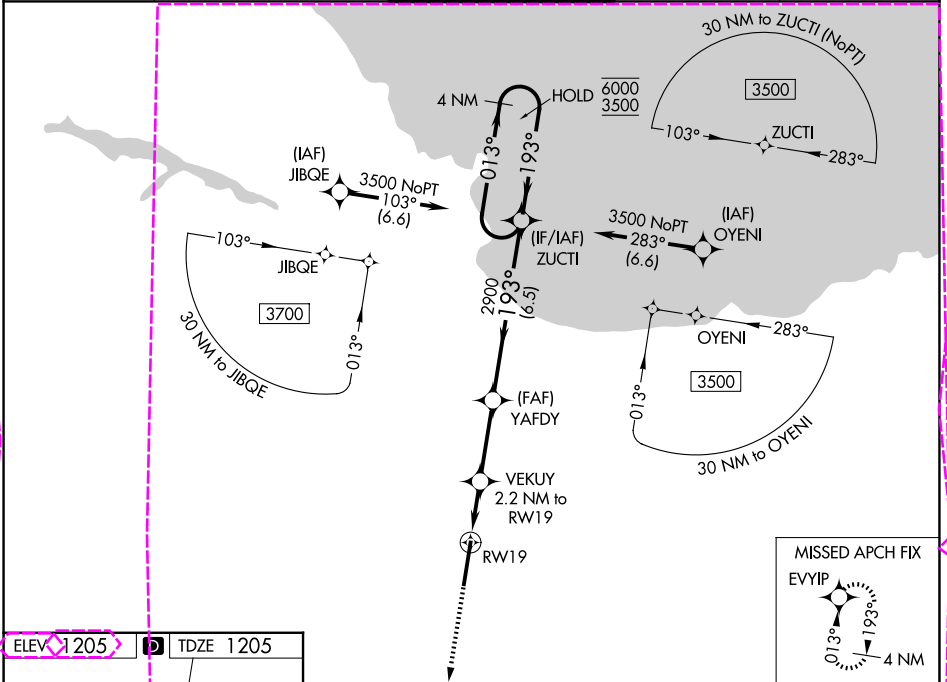 30 NM to ZUCTI (NoPT)
3500
103°
ZUCTI
283°
4 NM
HOLD
6000
3500
013°
193°
(IAF)
JIBQE
3500 NoPT
103°
(6.6)
(IF/IAF)
ZUCTI
3500 NoPT
283°
(6.6)
(IAF)
OYENI
103°
JIBQE
3700
013°
30 NM to JIBQE
2900
193°
(6.5)
OYENI
283°
3500
013°
30 NM to OYENI
(FAF)
YAFDY
VEKUY
2.2 NM to
RW19
RW19
MISSED APCH FIX
EVYIP
013°
193°
4 NM
ELEV 1205
D
TDZE 1205